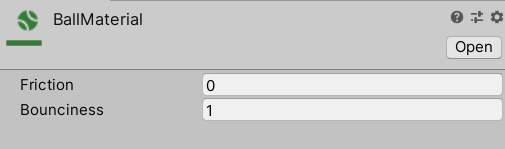 BallMaterial
Open
Friction 0
Bounciness 1